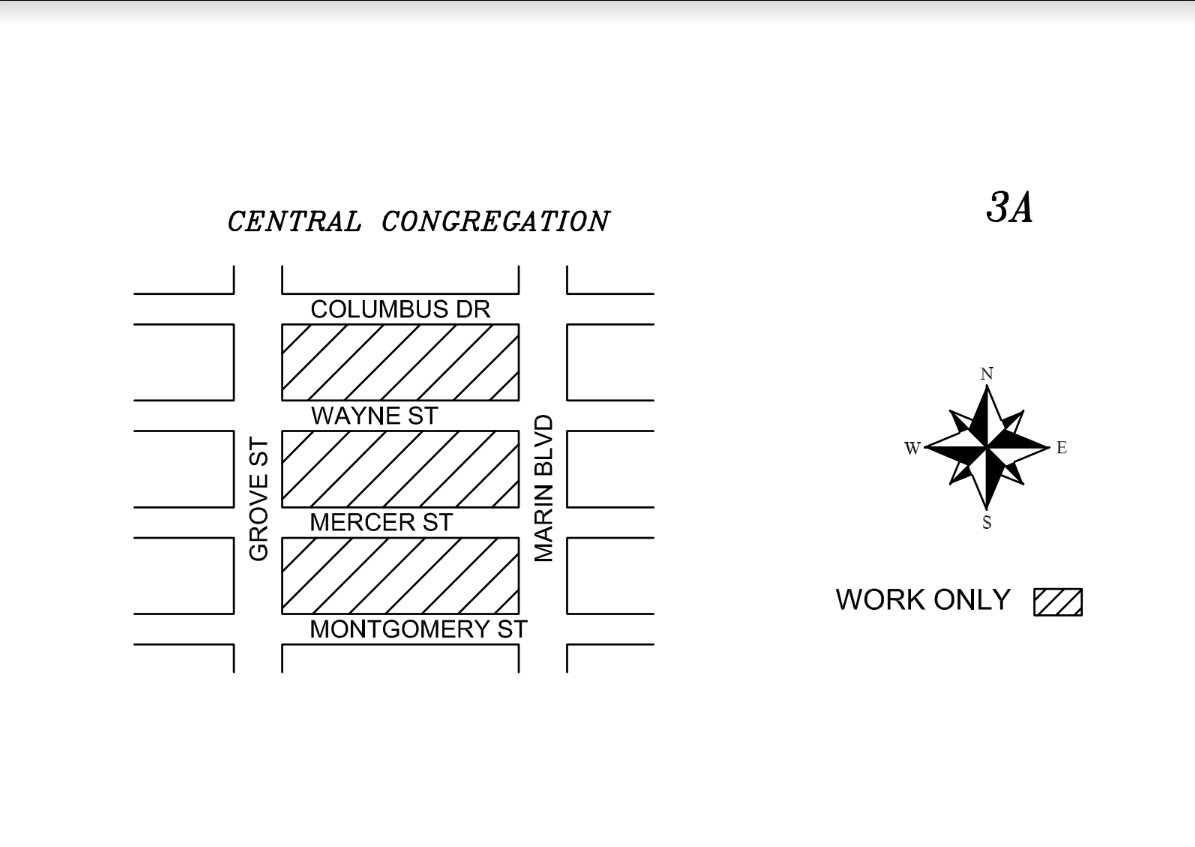 3A
CENTRAL CONGREGATION
COLUMBUS DR
WAYNE ST
GROVE ST
MARIN BLVD
MERCER ST
MONTGOMERY ST
N
W
E
S
WORK ONLY